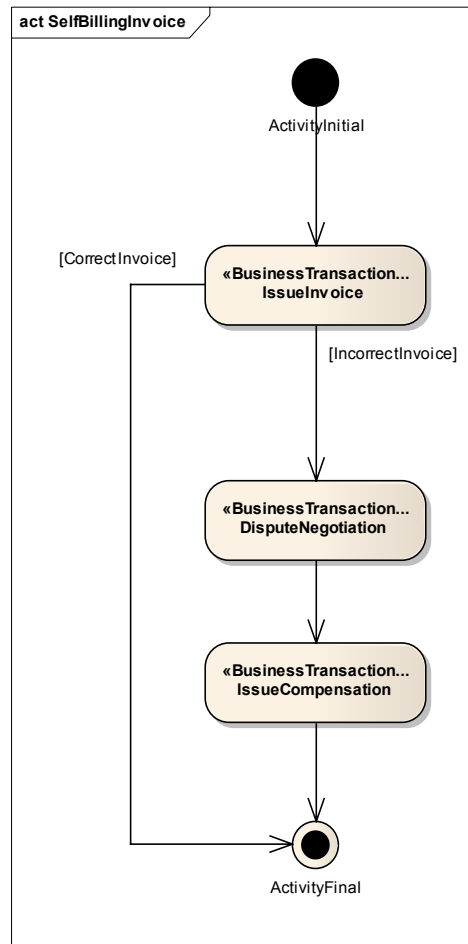 act SelfBillingInvoice
ActivityInitial
[CorrectInvoice]
«BusinessTransaction...
IssueInvoice
[IncorrectInvoice]
«BusinessTransaction...
DisputeNegotiation
«BusinessTransaction...
IssueCompensation
ActivityFinal